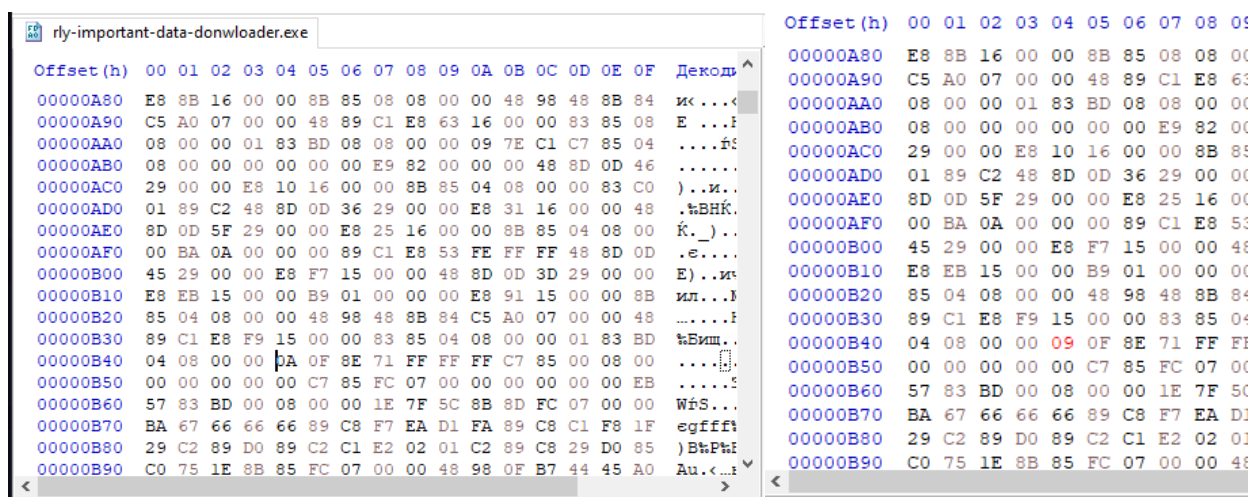 rly-important-data-donwloader.exe
Offset(h) 00 01 02 03 04 05 06 07 08 09 0A 0B 0C 0D 0E 0F
00000A80 E8 8B 16 00 00 8B 85 08 08 00 00 48 98 48 8B 84
00000A90 C5 A0 07 00 00 48 89 C1 E8 63 16 00 00 83 85 08
00000AA0 08 00 00 01 83 BD 08 08 00 00 09 7E C1 C7 85 04
00000AB0 08 00 00 00 00 00 00 E9 82 00 00 00 48 8D 0D 46
00000AC0 29 00 00 E8 10 16 00 00 8B 85 04 08 00 00 83 C0
00000AD0 01 89 C2 48 8D 0D 36 29 00 00 E8 31 16 00 00 48
00000AE0 8D 0D 5F 29 00 00 E8 25 16 00 00 8B 85 04 08 00
00000AF0 00 BA 0A 00 00 00 89 C1 E8 53 FE FF FF 48 8D 0D
00000B00 45 29 00 00 E8 F7 15 00 00 48 8D 0D 3D 29 00 00
00000B10 E8 EB 15 00 00 B9 01 00 00 00 E8 91 15 00 00 8B
00000B20 85 04 08 00 00 48 98 48 8B 84 C5 A0 07 00 00 48
00000B30 89 C1 E8 F9 15 00 00 83 85 04 08 00 00 01 83 BD
00000B40 04 08 00 00 0A 0F 8E 71 FF FF FF C7 85 00 08 00
00000B50 00 00 00 00 00 C7 85 FC 07 00 00 00 00 00 00 EB
00000B60 57 83 BD 00 08 00 00 1E 7F 5C 8B 8D FC 07 00 00
00000B70 BA 67 66 66 66 89 C8 F7 EA D1 FA 89 C8 C1 F8 1F
00000B80 29 C2 89 D0 89 C2 C1 E2 02 01 C2 89 C8 29 D0 85
00000B90 C0 75 1E 8B 85 FC 07 00 00 48 98 0F B7 44 45 A0
Offset(h) 00 01 02 03 04 05 06 07 08
00000A80 E8 8B 16 00 00 8B 85 08 08 00
00000A90 C5 A0 07 00 00 48 89 C1 E8 63
00000AA0 08 00 00 01 83 BD 08 08 00 00
00000AB0 08 00 00 00 00 00 00 E9 82 00
00000AC0 29 00 00 E8 10 16 00 00 8B 85
00000AD0 01 89 C2 48 8D 0D 36 29 00 00
00000AE0 8D 0D 5F 29 00 00 E8 25 16 00
00000AF0 00 BA 0A 00 00 00 89 C1 E8 53
00000B00 45 29 00 00 E8 F7 15 00 00 48
00000B10 E8 EB 15 00 00 B9 01 00 00 00
00000B20 85 04 08 00 00 48 98 48 8B 84
00000B30 89 C1 E8 F9 15 00 00 83 85 04
00000B40 04 08 00 00 09 0F 8E 71 FF FF
00000B50 00 00 00 00 00 C7 85 FC 07 00
00000B60 57 83 BD 00 08 00 00 1E 7F
00000B70 BA 67 66 66 66 89 C8 F7 EA D1
00000B80 29 C2 89 D0 89 C2 C1 E2 02 01
00000B90 C0 75 1E 8B 85 FC 07 00 00 48